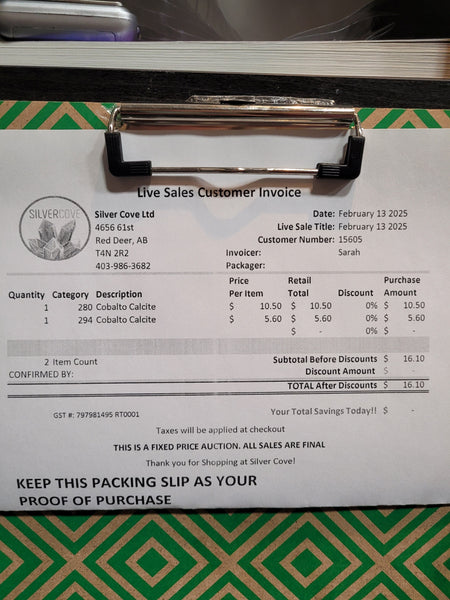 Live Sales Customer Invoice
SILVERCOVE
Silver Cove Ltd
4656 61st
Red Deer, AB
T4N 2R2
403-986-3682
Date: February 13 2025
Live Sale Title: February 13 2025
Customer Number: 15605
Invoicer: Sarah
Packager:
Quantity Category Description Price Per Item Retail Total Discount Purchase Amount
1 280 Cobalto Calcite $ 10.50 $ 10.50 0% $ 10.50
1 294 Cobalto Calcite $ 5.60 $ 5.60 0% $ 5.60
$ - 0% $ -
2 Item Count Subtotal Before Discounts $ 16.10
CONFIRMED BY: Discount Amount $ -
TOTAL After Discounts $ 16.10
GST #: 797981495 RT0001 Your Total Savings Today!! $ -
Taxes will be applied at checkout
THIS IS A FIXED PRICE AUCTION. ALL SALES ARE FINAL
Thank you for Shopping at Silver Cove!
KEEP THIS PACKING SLIP AS YOUR
PROOF OF PURCHASE